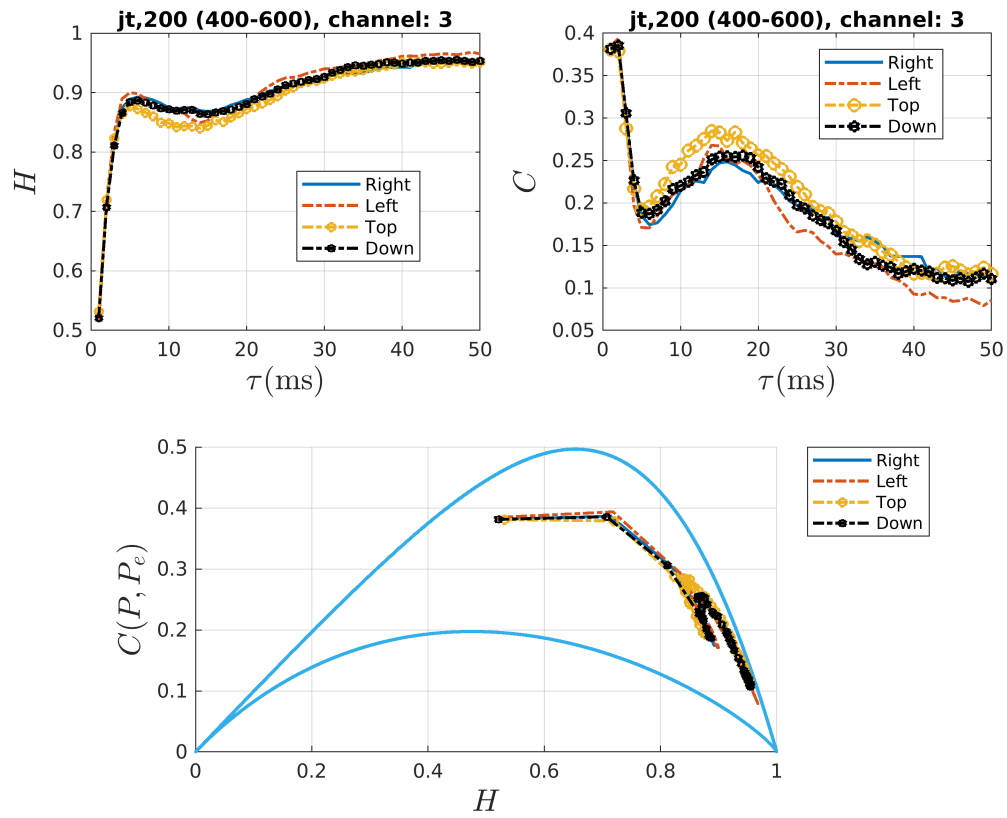 jt,200 (400-600), channel: 3
1
0.9
0.8
0.7
0.6
0.5
H
0 10 20 30 40 50
τ(ms)
Right
Left
Top
Down
jt,200 (400-600), channel: 3
0.4
0.35
0.3
0.25
0.2
0.15
0.1
0.05
C
0 10 20 30 40 50
τ(ms)
Right
Left
Top
Down
0.5
0.4
0.3
0.2
0.1
0
C(P, Pₑ)
0 0.2 0.4 0.6 0.8 1
H
Right
Left
Top
Down